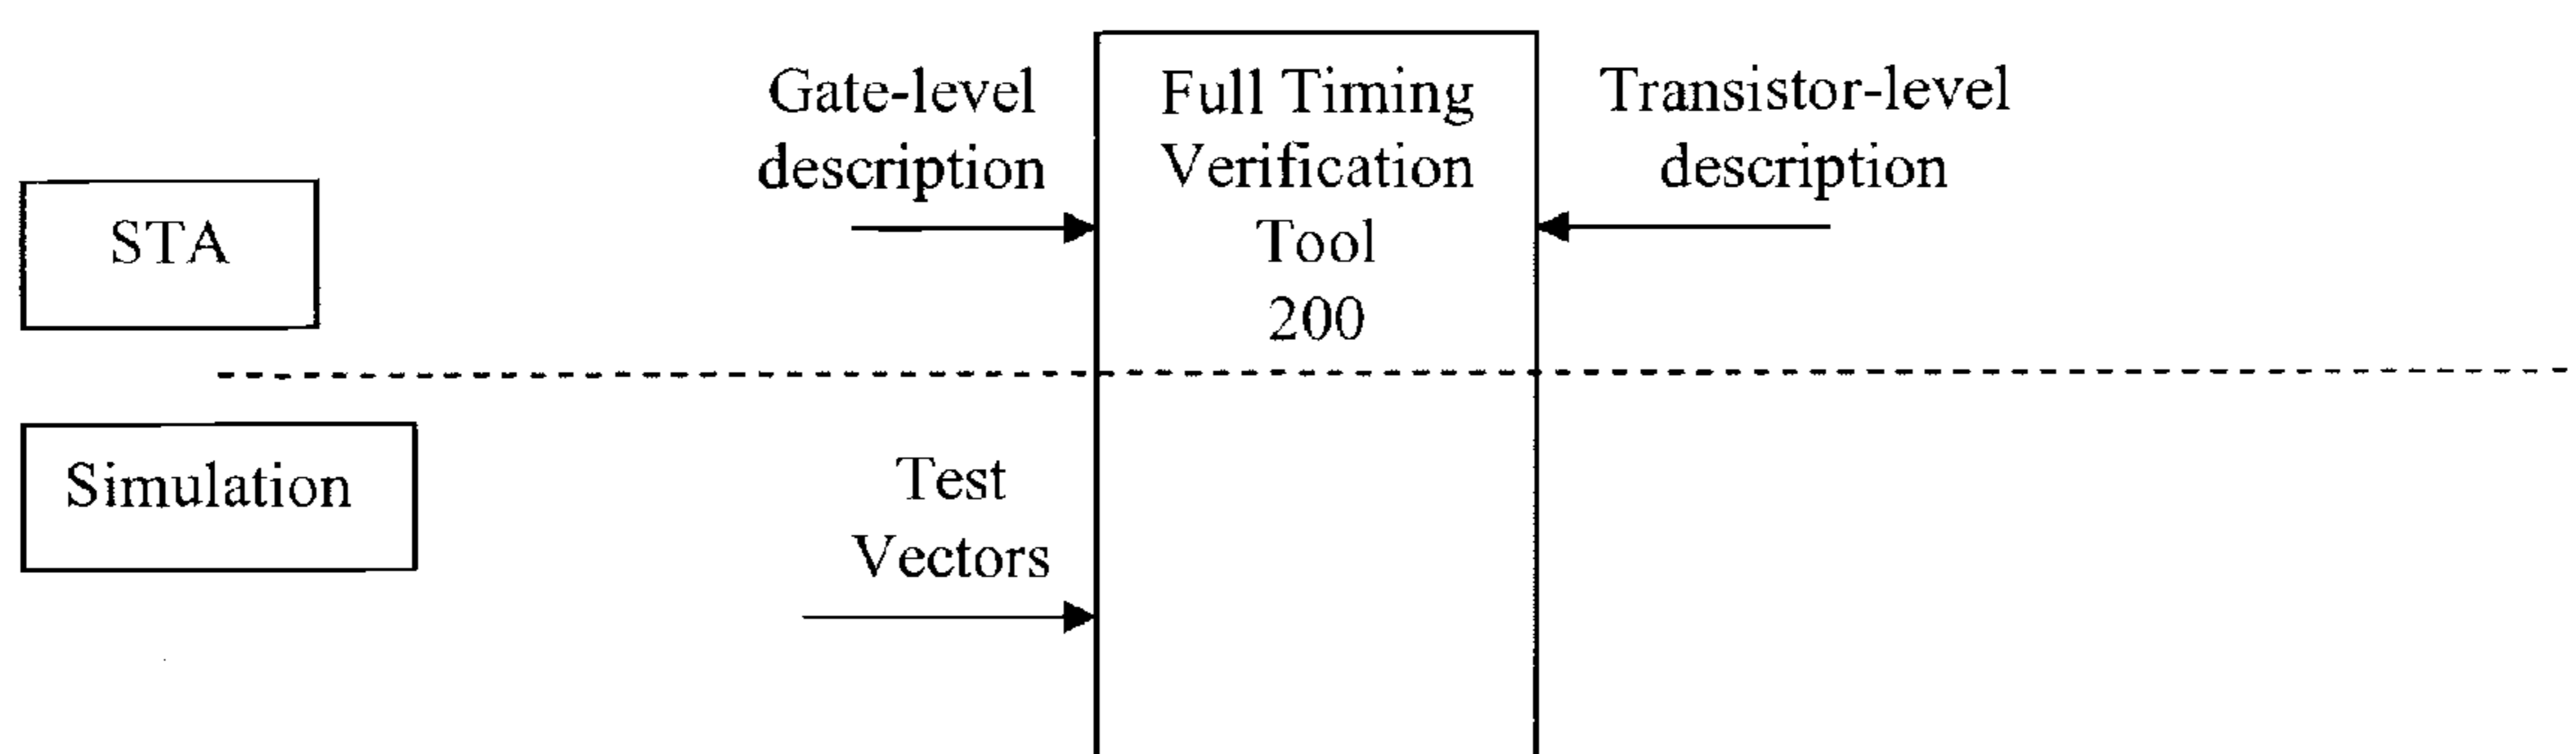 Gate-level
description
Full Timing
Verification
Tool
200
Transistor-level
description
STA
Simulation
Test
Vectors